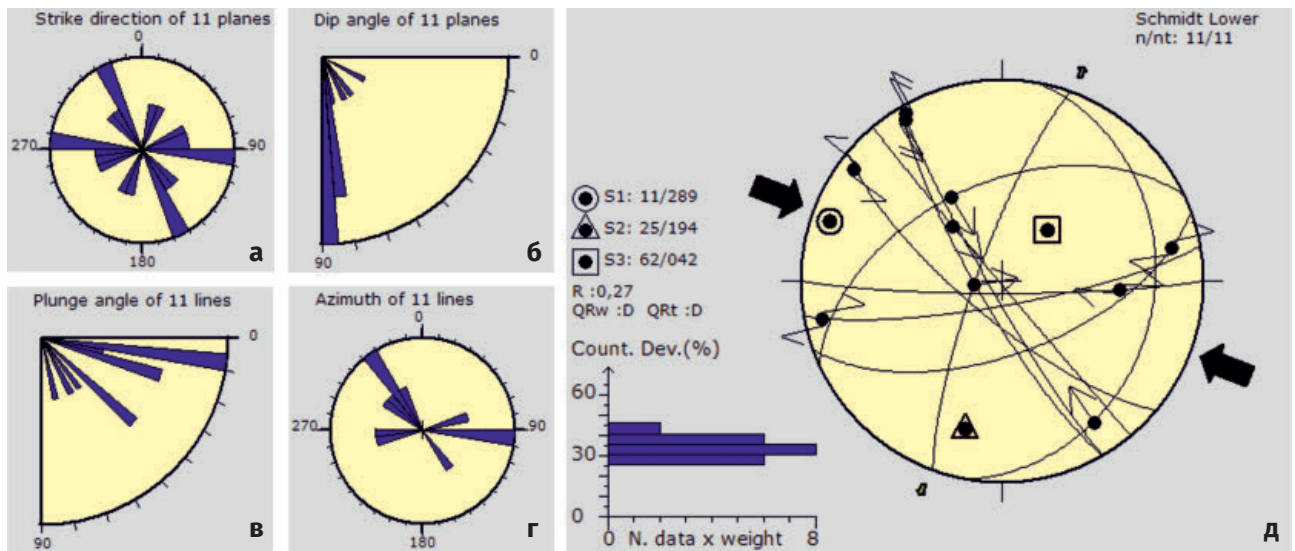 Strike direction of 11 planes
0
270
90
180
а
Dip angle of 11 planes
0
90
б
Plunge angle of 11 lines
0
90
в
Azimuth of 11 lines
0
270
90
180
г
Schmidt Lower
n/nt: 11/11
S1: 11/289
S2: 25/194
S3: 62/042
R :0,27
QRw :D QRt :D
Count. Dev.(%)
60
30
0
0 N. data x weight 8
д